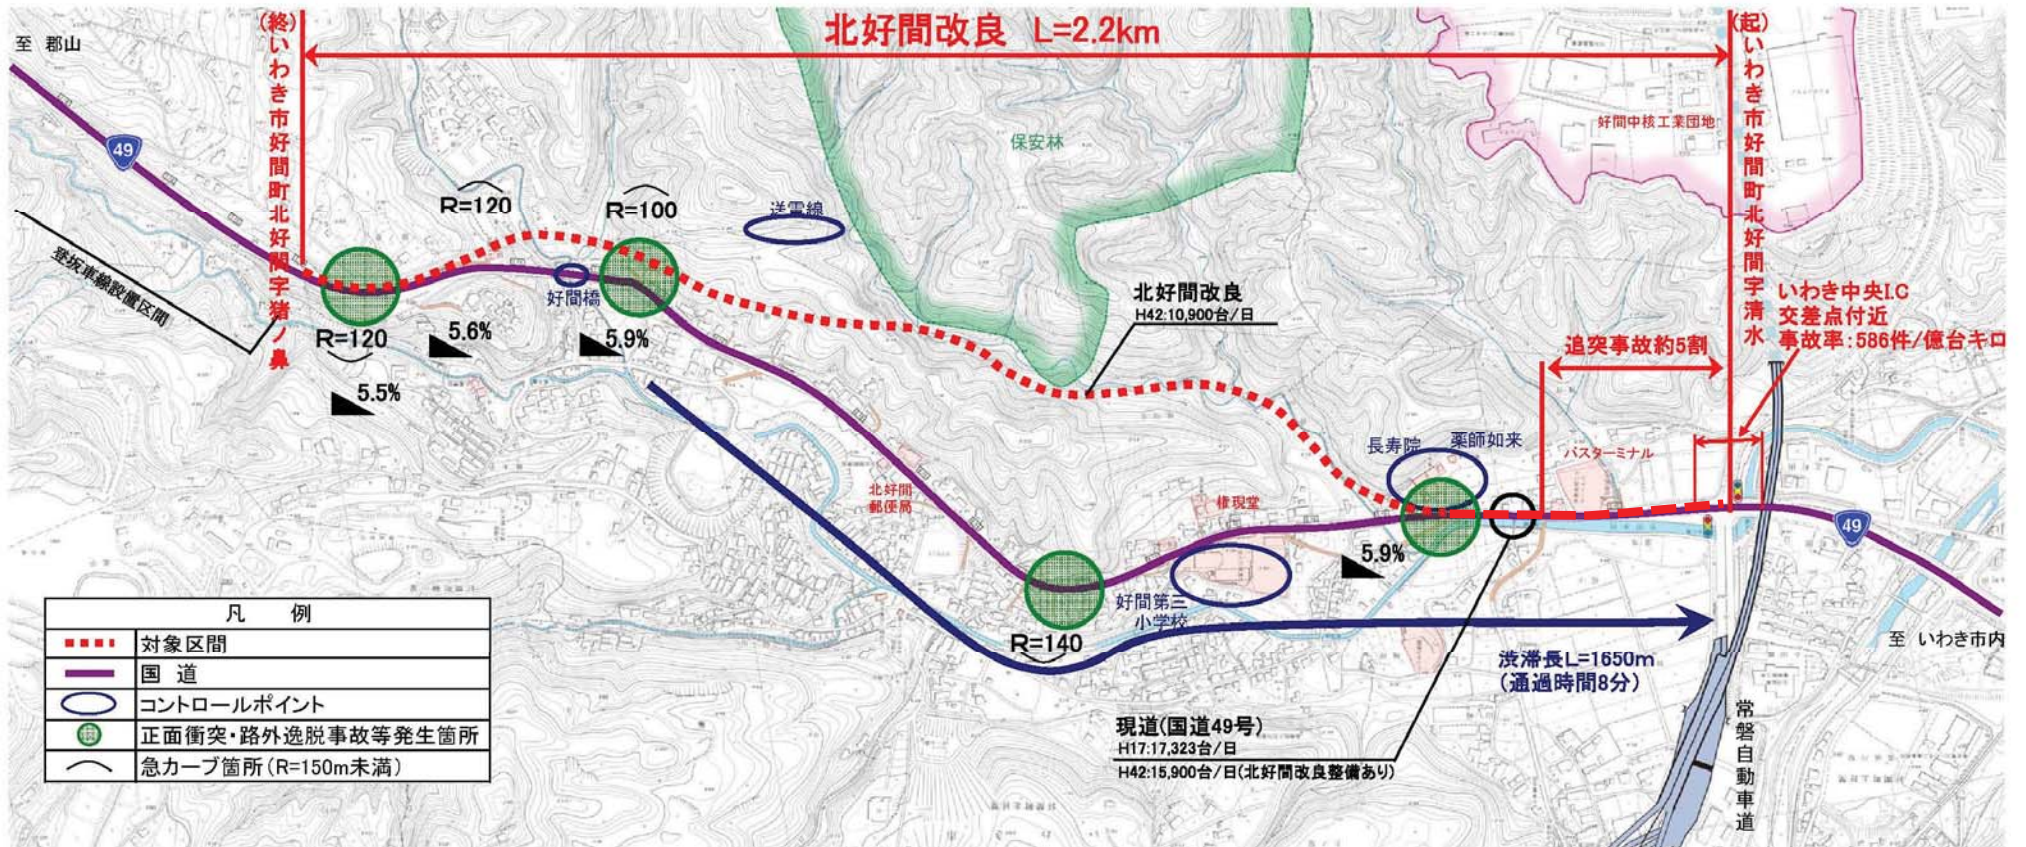 北好間改良 L=2.2km
至 郡山
(終)いわき市好間町北好間字猪ノ鼻
(起)いわき市好間町北好間字清水
49
登坂車線設置区間
R=120
R=100
送電線
保安林
好間中核工業団地
好間橋
R=120
5.6%
5.9%
5.5%
北好間改良
H42:10,900台/日
追突事故約5割
いわき中央I.C
交差点付近
事故率:586件/億台キロ
長寿院
薬師如来
バスターミナル
北好間
郵便局
権現堂
49
5.9%
好間第三
小学校
R=140
渋滞長L=1650m
(通過時間8分)
至 いわき市内
現道(国道49号)
H17:17,323台/日
H42:15,900台/日(北好間改良整備あり)
常磐自動車道
凡 例
対象区間
国 道
コントロールポイント
正面衝突・路外逸脱事故等発生箇所
急カーブ箇所(R=150m未満)